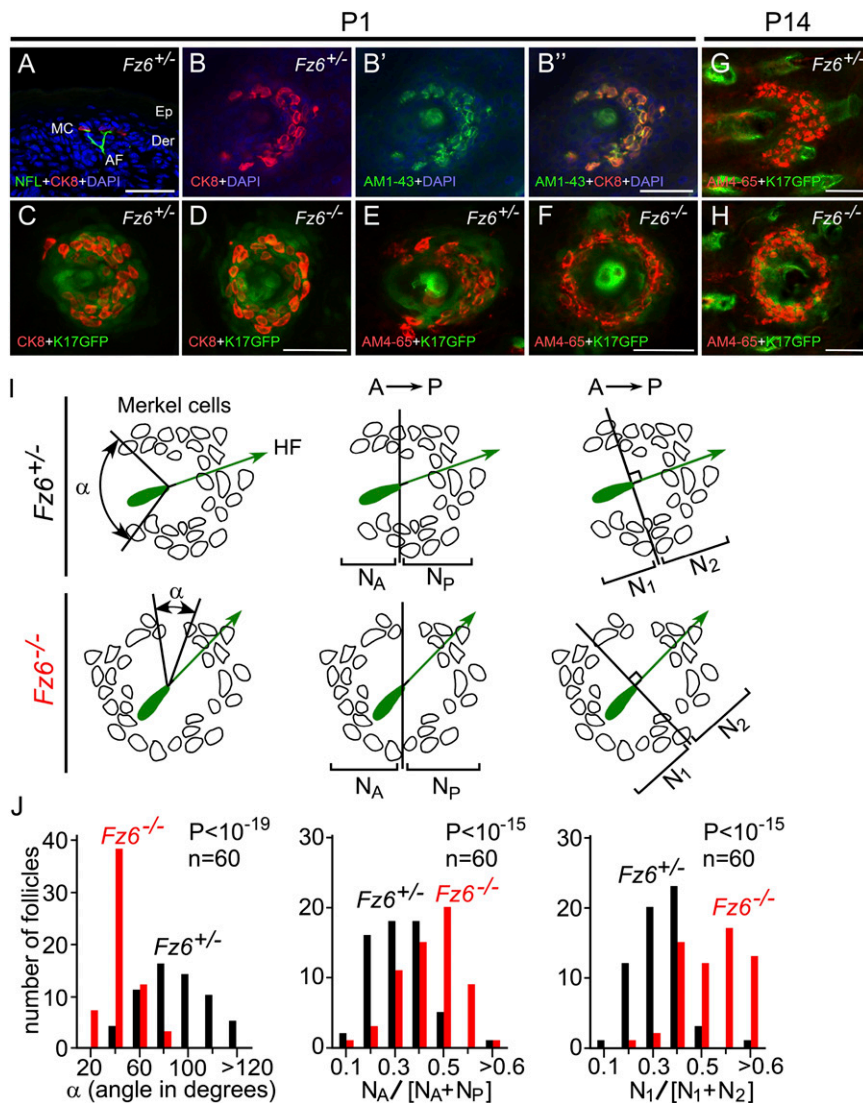 P1
P14
A
Fz6+/-
Ep
MC
Der
AF
NFL+CK8+DAPI
B
Fz6+/-
CK8+DAPI
B'
AM1-43+DAPI
B''
AM1-43+CK8+DAPI
G
Fz6+/-
AM4-65+K17GFP
C
Fz6+/-
CK8+K17GFP
D
Fz6-/-
CK8+K17GFP
E
Fz6+/-
AM4-65+K17GFP
F
Fz6-/-
AM4-65+K17GFP
H
Fz6-/-
AM4-65+K17GFP
I
Fz6+/-
Merkel cells
HF
α
A → P
NA
NP
A → P
N1
N2
Fz6-/-
α
NA
NP
N1
N2
J
number of follicles
40
30
20
10
0
Fz6-/-
P<10-19
n=60
Fz6+/-
20
60
100
>120
α (angle in degrees)
30
20
10
0
P<10-15
n=60
Fz6+/-
Fz6-/-
0.1
0.3
0.5
>0.6
NA/[NA+NP]
30
20
10
0
P<10-15
n=60
Fz6+/-
Fz6-/-
0.1
0.3
0.5
>0.6
N1/[N1+N2]